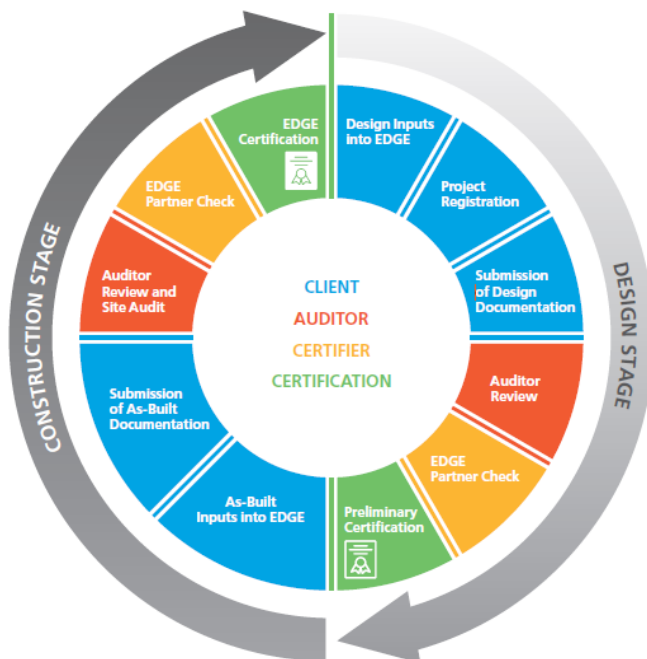 EDGE
Certification
Design Inputs
into EDGE
EDGE
Partner Check
Project
Registration
Auditor
Review and
Site Audit
Submission
of Design
Documentation
CLIENT
AUDITOR
CERTIFIER
CERTIFICATION
Submission
of As-Built
Documentation
Auditor
Review
As-Built
Inputs into EDGE
Preliminary
Certification
EDGE
Partner Check
CONSTRUCTION STAGE
DESIGN STAGE